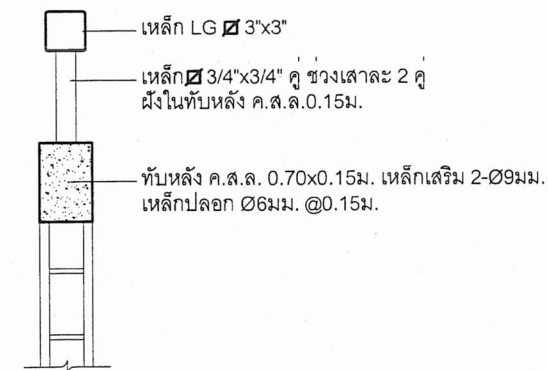 เหล็ก LG ⌷ 3"x3"
เหล็ก⌷ 3/4"x3/4" คู่ ช่วงเสาละ 2 คู่
ฝังในทับหลัง ค.ส.ล.0.15ม.
ทับหลัง ค.ส.ล. 0.70x0.15ม. เหล็กเสริม 2-Ø9มม.
เหล็กปลอก Ø6มม. @0.15ม.